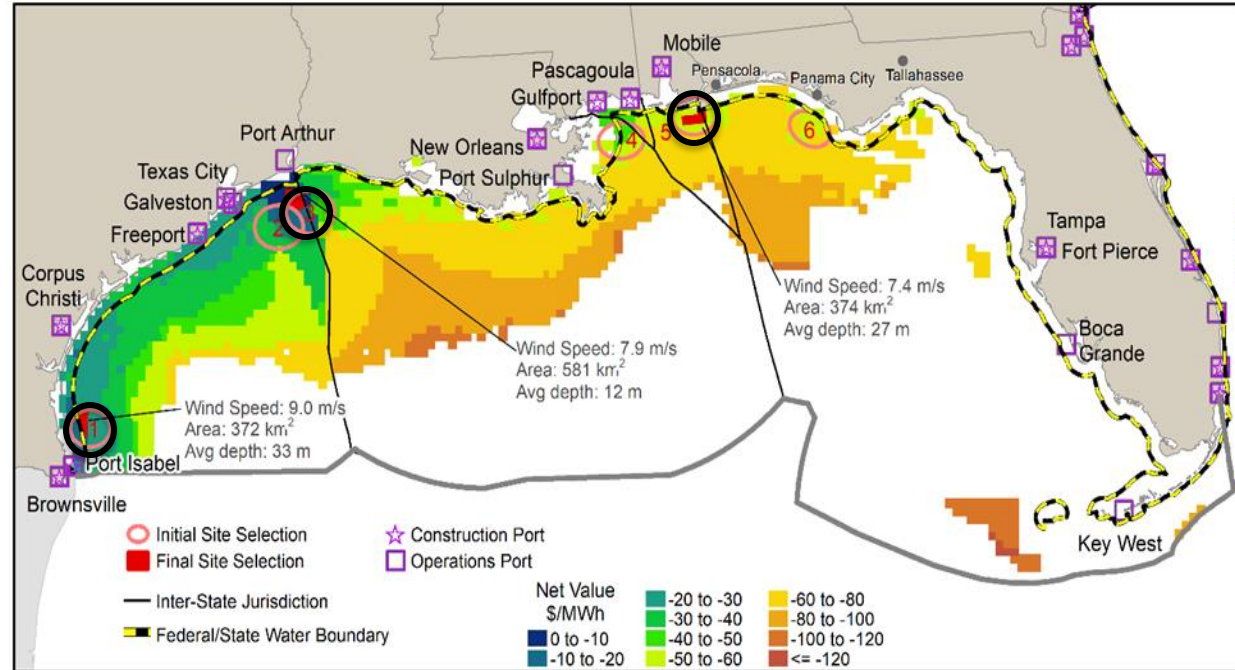 Mobile
Pensacola
Tallahassee
Pascagoula
Panama City
Gulfport
4
5
6
Port Arthur
New Orleans
Texas City
Port Sulphur
Galveston
2
Freeport
Tampa
Fort Pierce
Corpus
Christi
Wind Speed: 7.4 m/s
Area: 374 km²
Avg depth: 27 m
Boca
Grande
Wind Speed: 7.9 m/s
Area: 581 km²
Avg depth: 12 m
Wind Speed: 9.0 m/s
Area: 372 km²
Avg depth: 33 m
1
Port Isabel
Brownsville
Key West
Initial Site Selection
Final Site Selection
Inter-State Jurisdiction
Federal/State Water Boundary
Construction Port
Operations Port
Net Value
$/MWh
0 to -10
-10 to -20
-20 to -30
-30 to -40
-40 to -50
-50 to -60
-60 to -80
-80 to -100
-100 to -120
<= -120